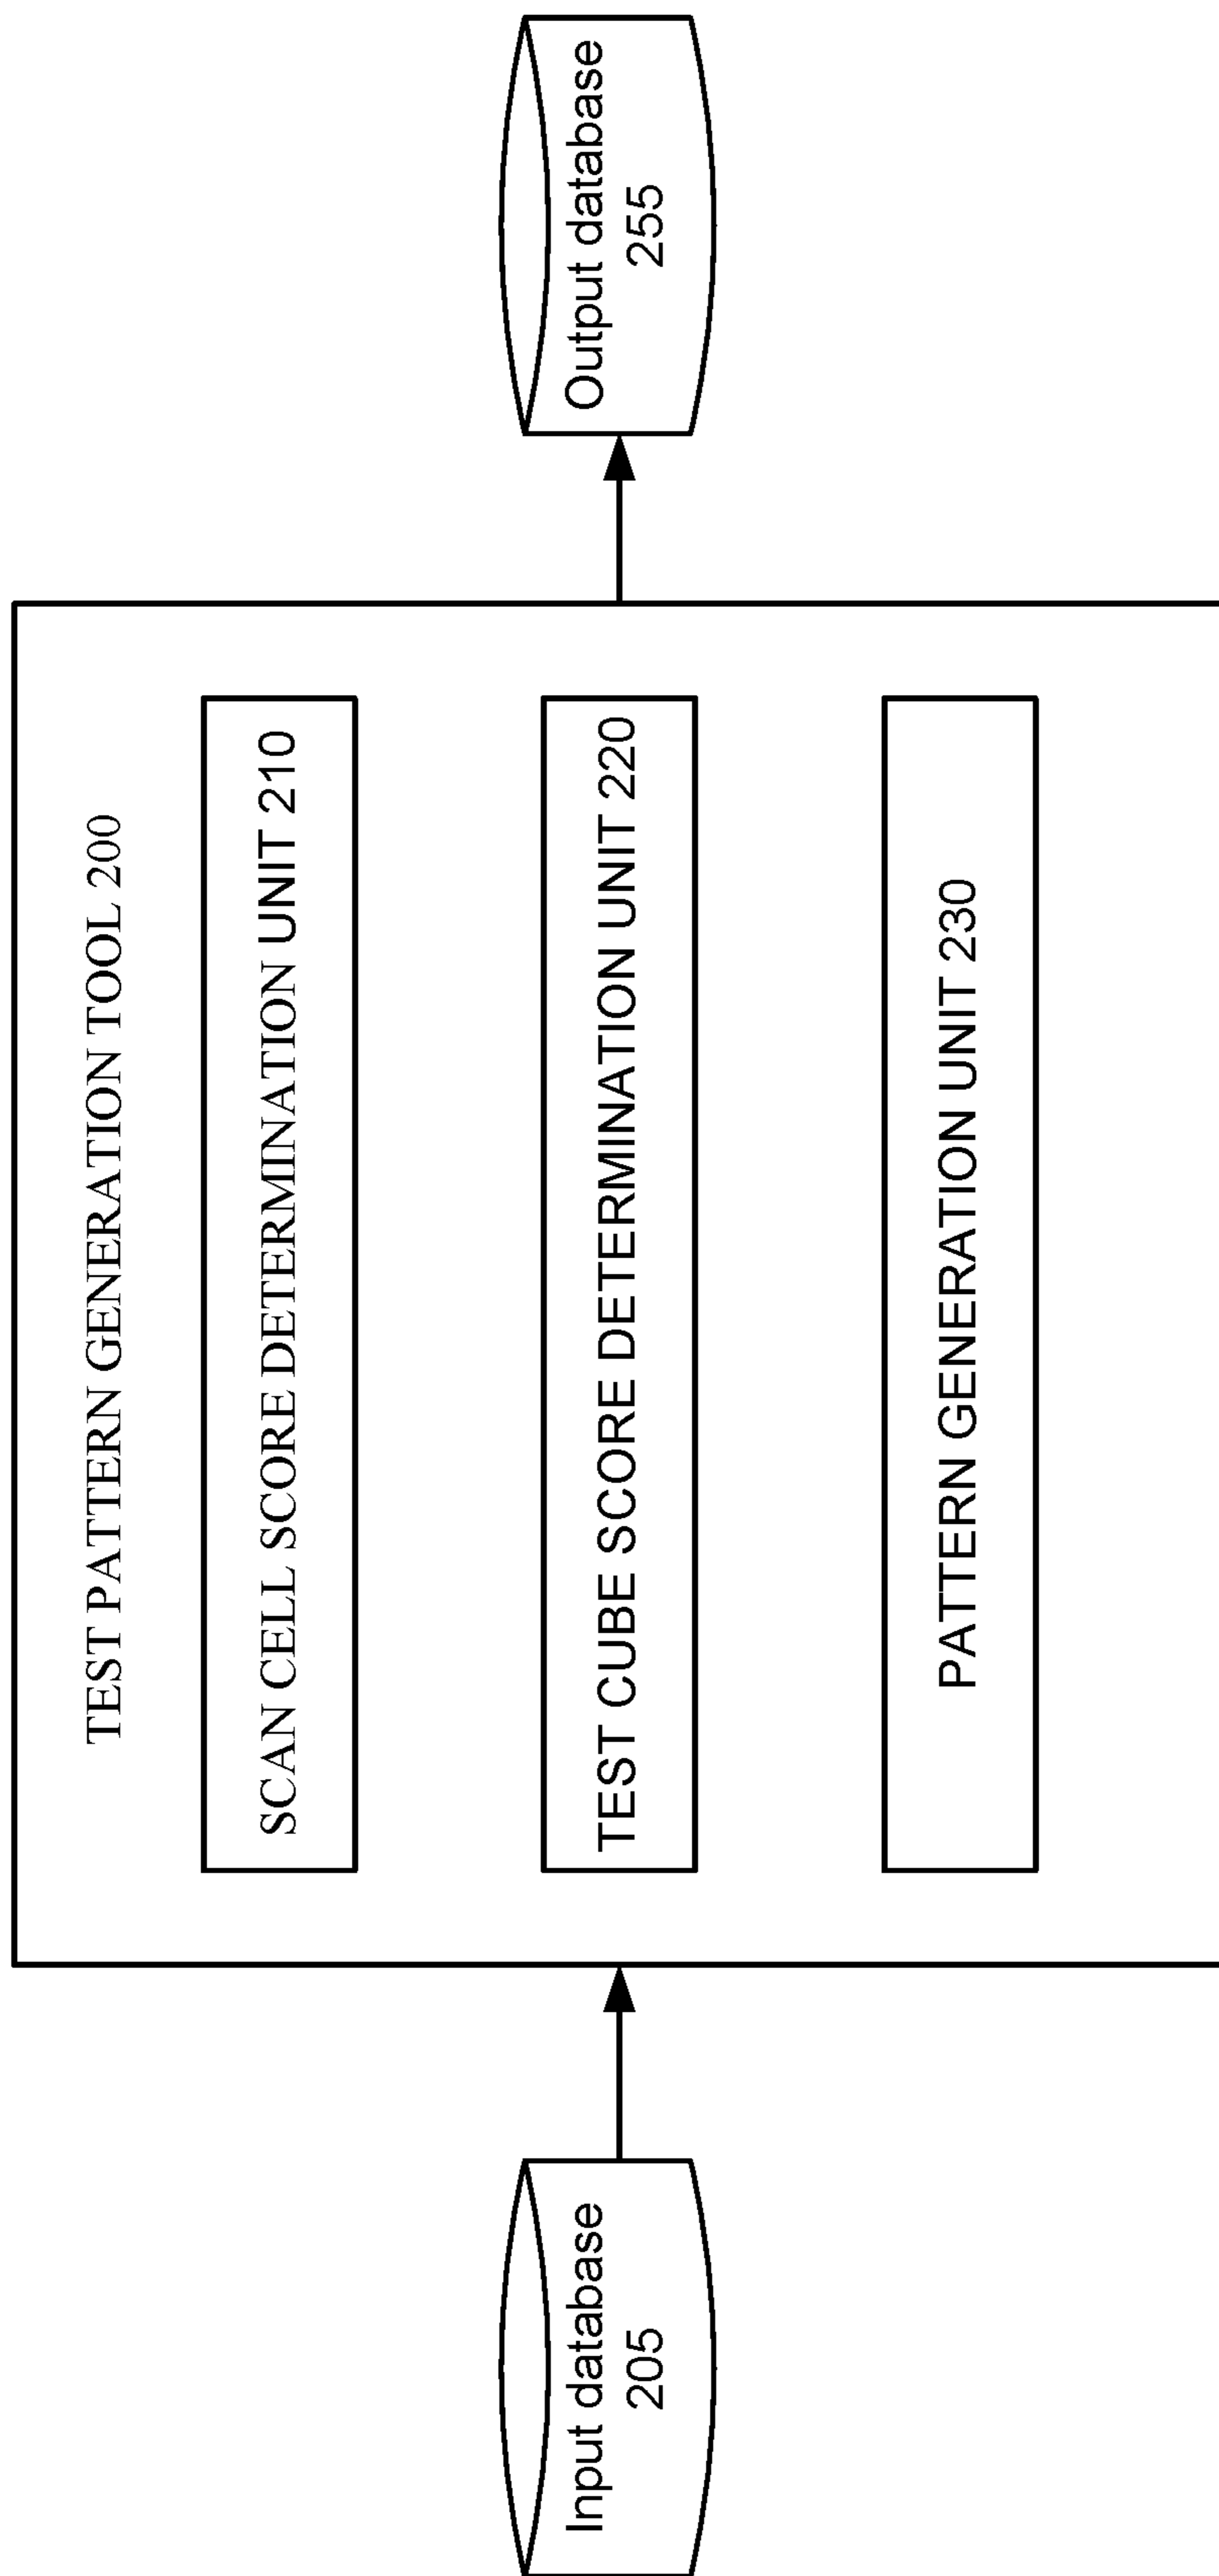 TEST PATTERN GENERATION TOOL 200
SCAN CELL SCORE DETERMINATION UNIT 210
TEST CUBE SCORE DETERMINATION UNIT 220
PATTERN GENERATION UNIT 230
Input database
205
Output database
255